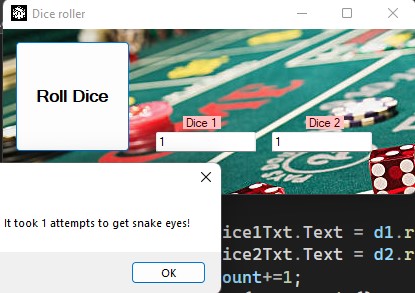 Dice roller
Roll Dice
Dice 1
Dice 2
1
1
It took 1 attempts to get snake eyes!
OK
ice1Txt.Text = d1.r
ice2Txt.Text = d2.r
ount+=1;